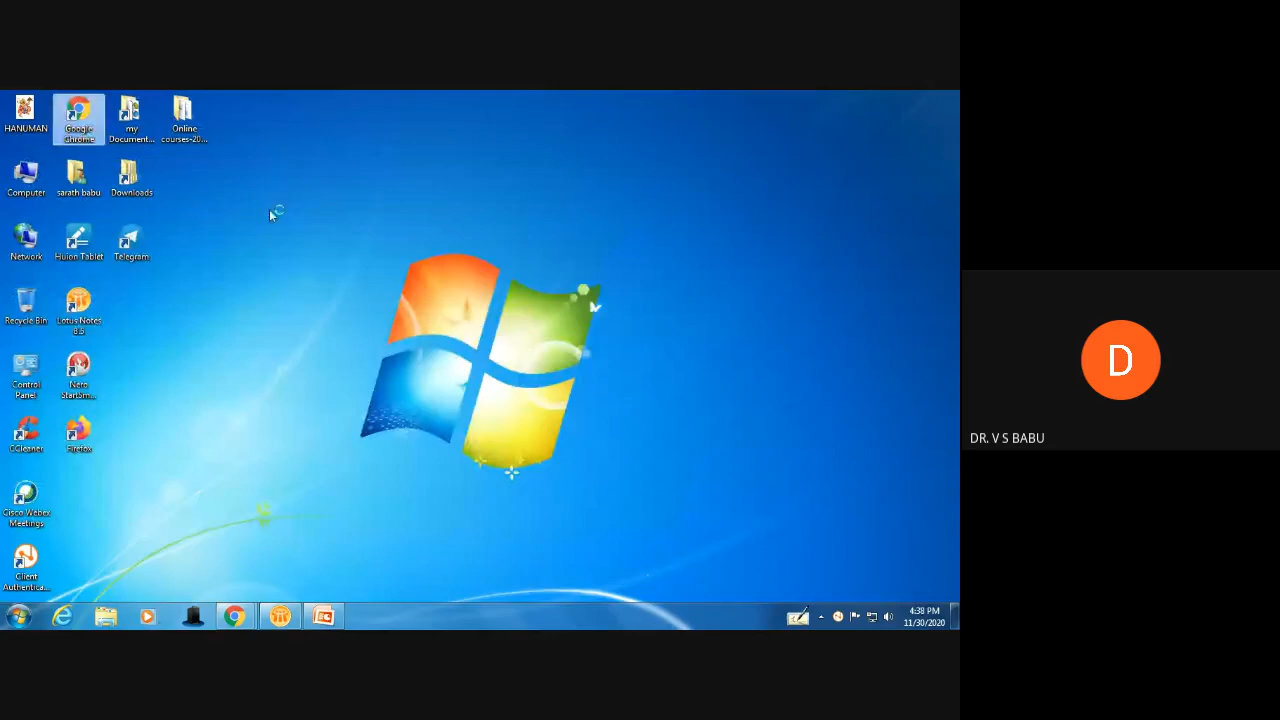 HANUMAN
Google
Chrome
my
Document...
Online
courses-20...
Computer
sarath babu
Downloads
Network
Huion Tablet
Telegram
Recycle Bin
Lotus Notes
8.5
Control
Panel
Nero
StartSm...
CCleaner
Firefox
Cisco Webex
Meetings
Client
Authentica...
4:38 PM
11/30/2020
D
DR. V S BABU